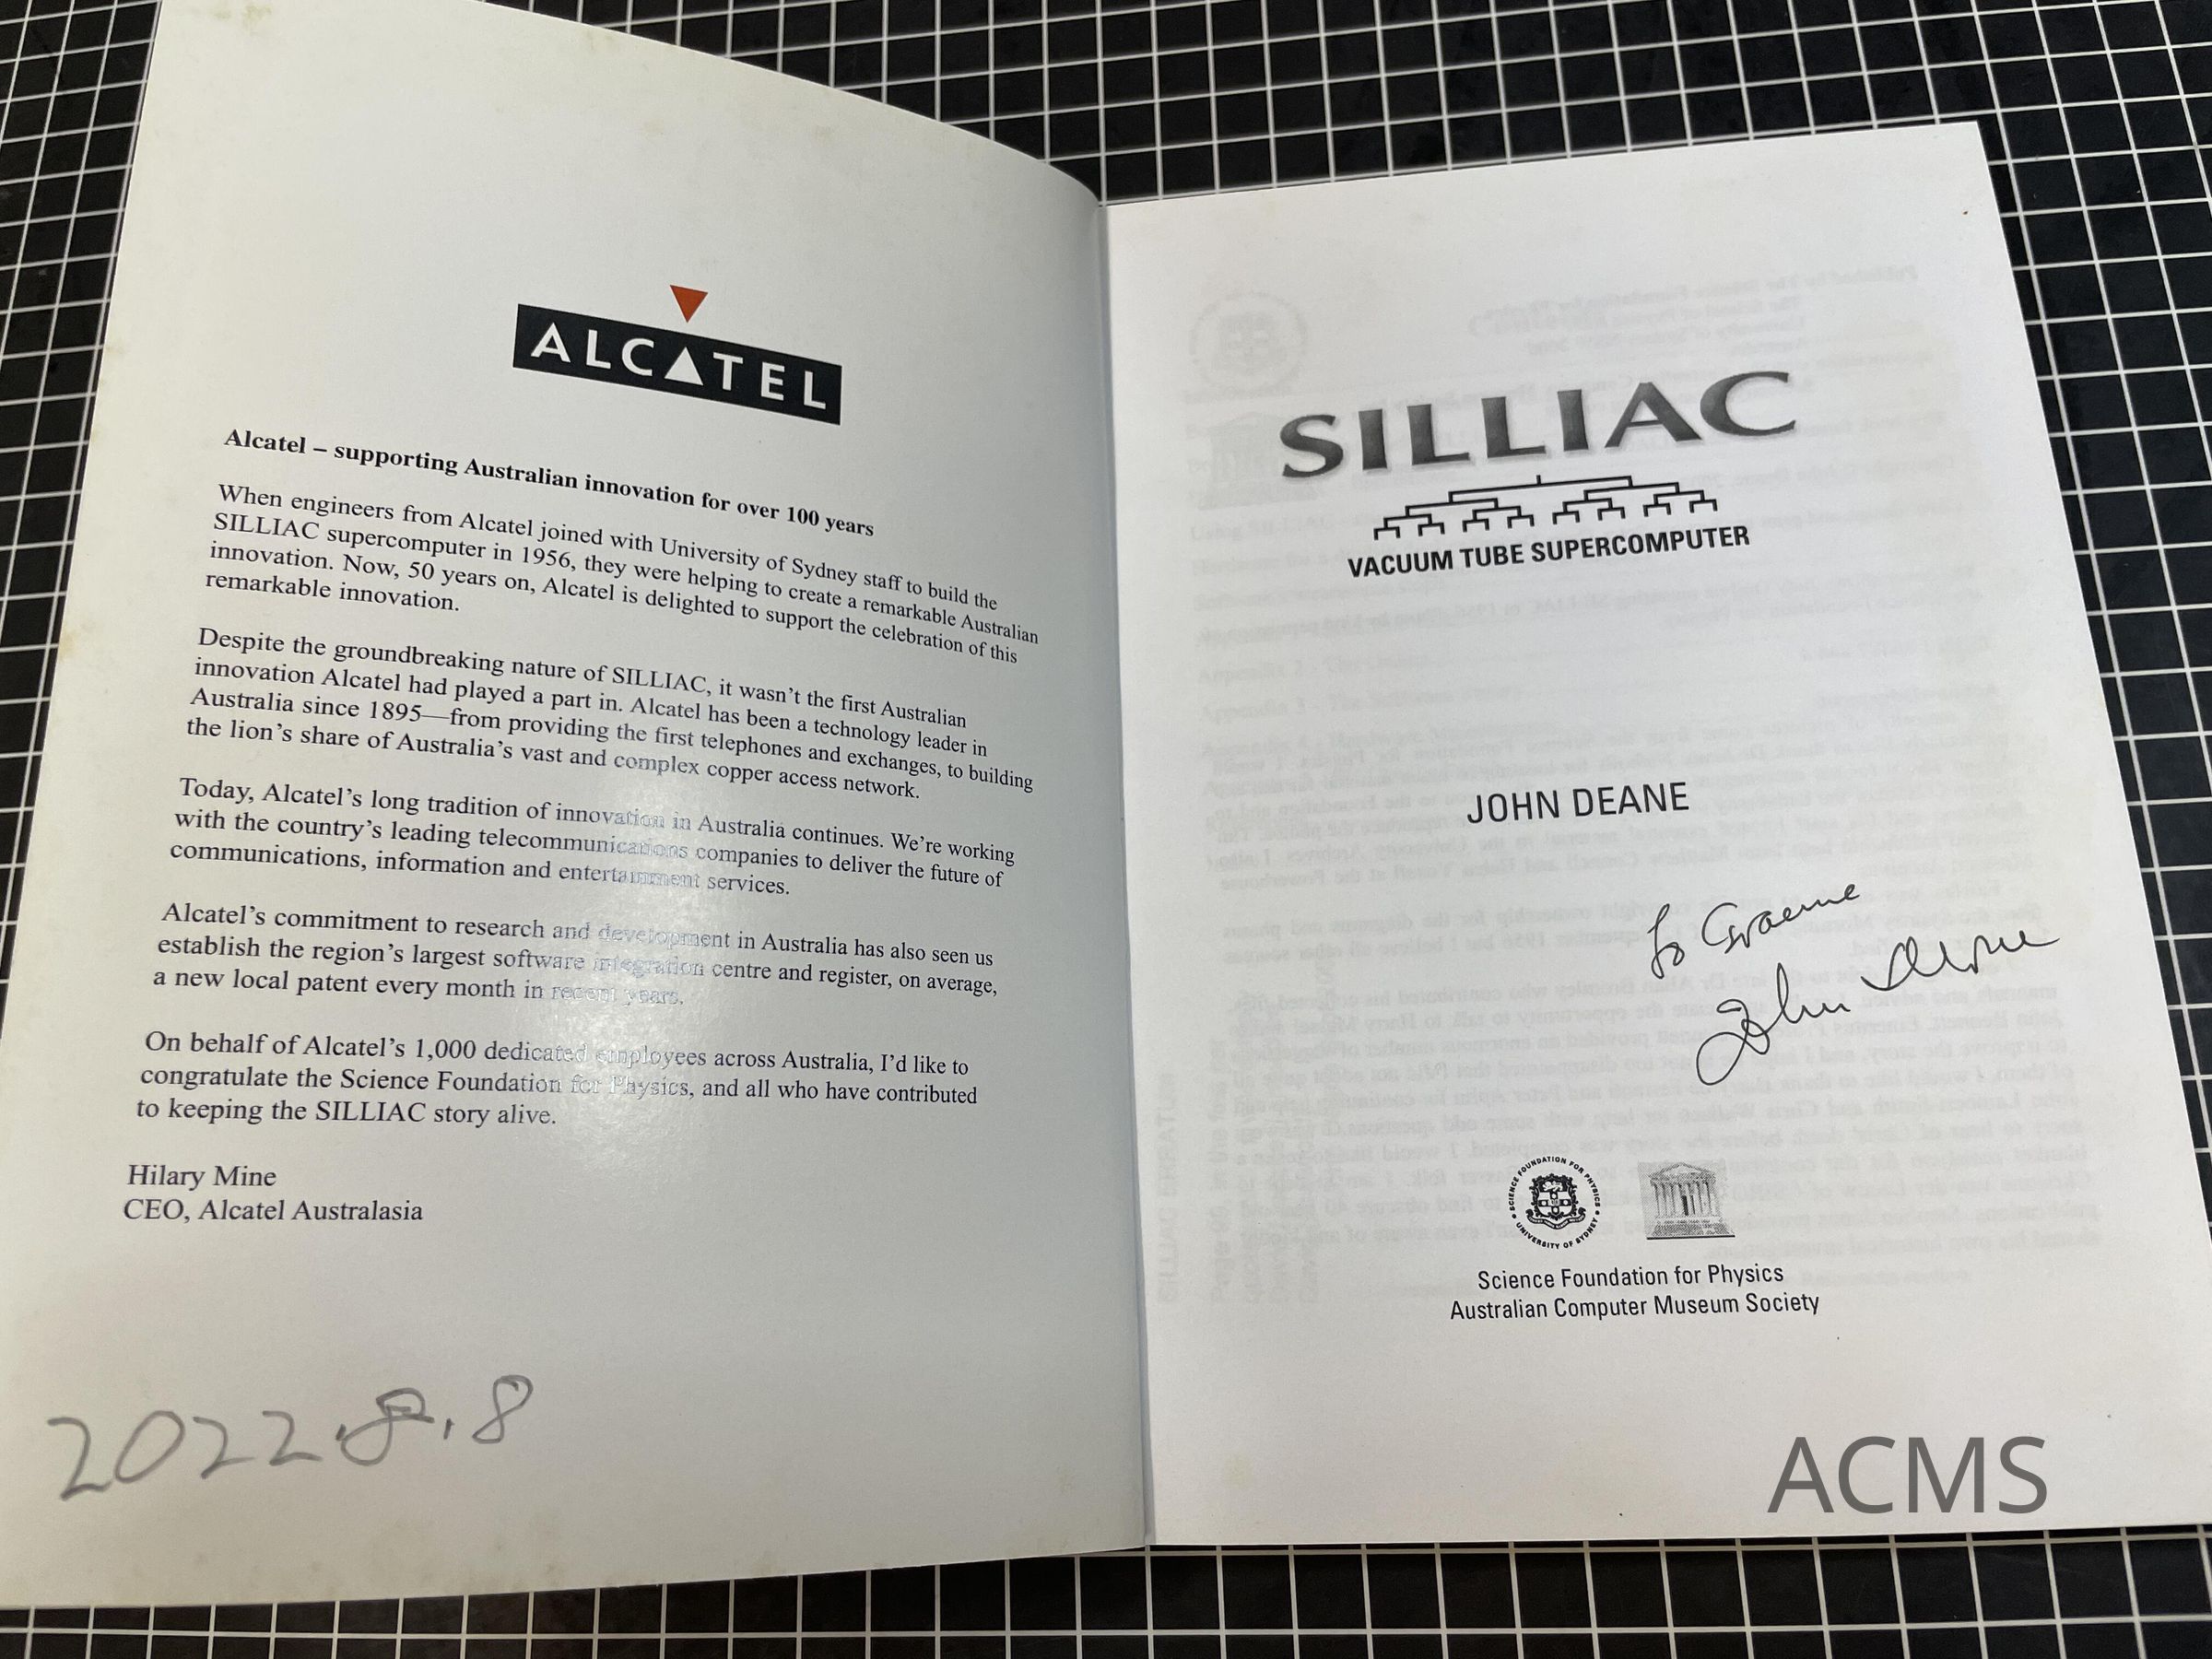 ALCATEL
Alcatel – supporting Australian innovation for over 100 years
When engineers from Alcatel joined with University of Sydney staff to build the
SILLIAC supercomputer in 1956, they were helping to create a remarkable Australian
innovation. Now, 50 years on, Alcatel is delighted to support the celebration of this
remarkable innovation.
Despite the groundbreaking nature of SILLIAC, it wasn't the first Australian
innovation Alcatel had played a part in. Alcatel has been a technology leader in
Australia since 1895—from providing the first telephones and exchanges, to building
the lion's share of Australia's vast and complex copper access network.
Today, Alcatel's long tradition of innovation in Australia continues. We're working
with the country's leading telecommunications companies to deliver the future of
communications, information and entertainment services.
Alcatel's commitment to research and development in Australia has also seen us
establish the region's largest software integration centre and register, on average,
a new local patent every month in recent years.
On behalf of Alcatel's 1,000 dedicated employees across Australia, I'd like to
congratulate the Science Foundation for Physics, and all who have contributed
to keeping the SILLIAC story alive.
Hilary Mine
CEO, Alcatel Australasia
2022.8.8
SILLIAC
VACUUM TUBE SUPERCOMPUTER
JOHN DEANE
To Graeme
John Deane
SCIENCE FOUNDATION FOR PHYSICS
UNIVERSITY OF SYDNEY
Science Foundation for Physics
Australian Computer Museum Society
ACMS